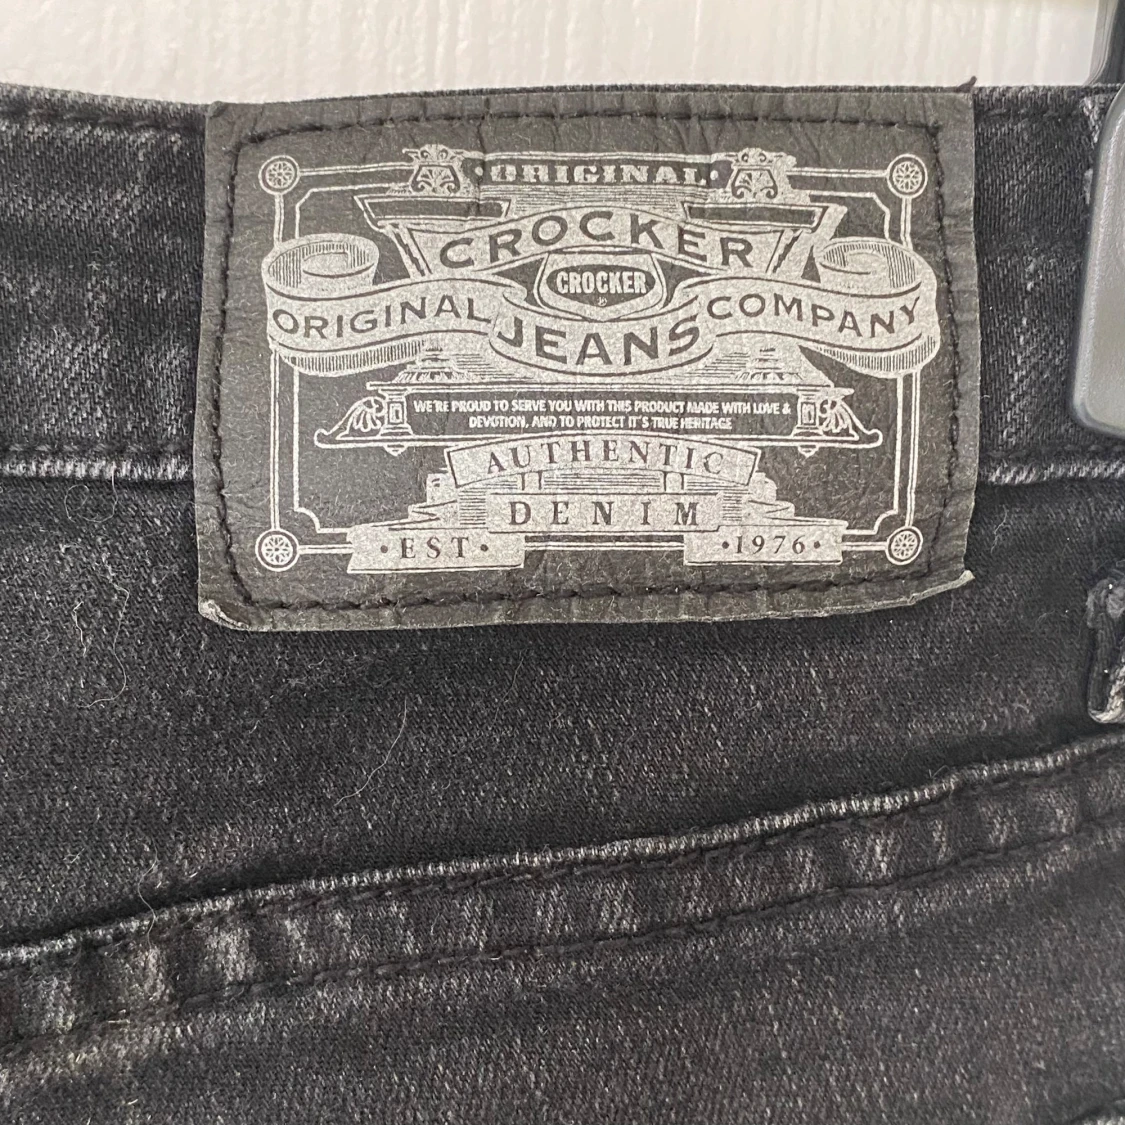 ·ORIGINAL·
CROCKER
CROCKER
ORIGINAL JEANS COMPANY
WE'RE PROUD TO SERVE YOU WITH THIS PRODUCT MADE WITH LOVE &
DEVOTION, AND TO PROTECT IT´S TRUE HERITAGE
AUTHENTIC
DENIM
·EST· ·1976·